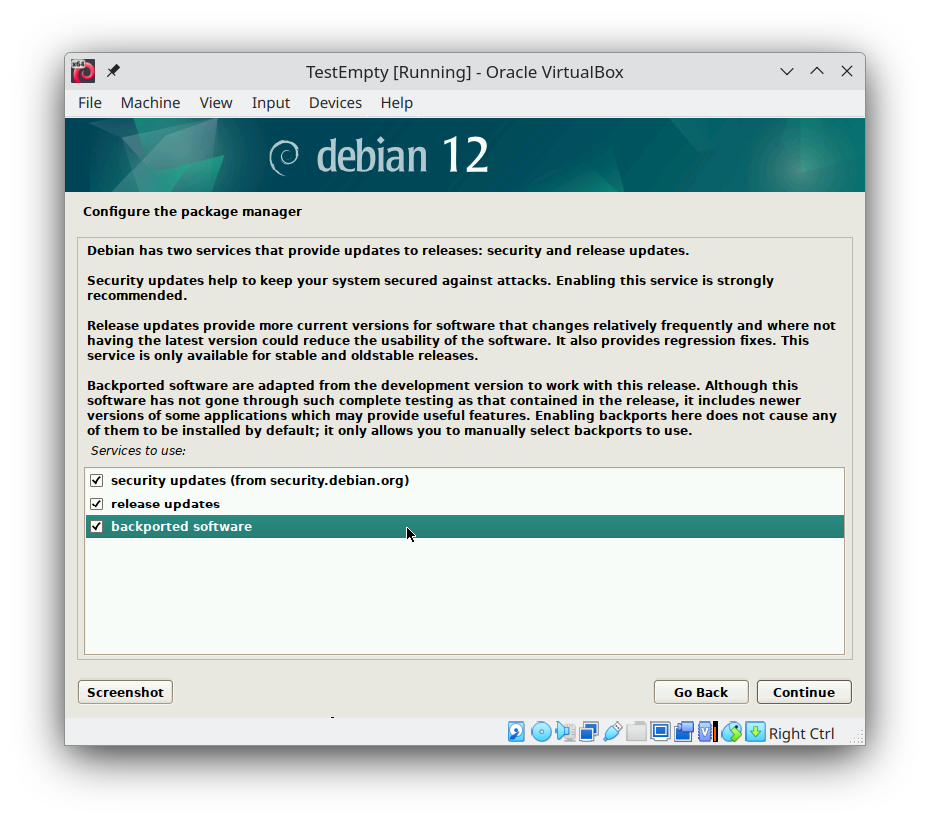 x64
TestEmpty [Running] - Oracle VirtualBox
File Machine View Input Devices Help
debian 12
Configure the package manager
Debian has two services that provide updates to releases: security and release updates.
Security updates help to keep your system secured against attacks. Enabling this service is strongly
recommended.
Release updates provide more current versions for software that changes relatively frequently and where not
having the latest version could reduce the usability of the software. It also provides regression fixes. This
service is only available for stable and oldstable releases.
Backported software are adapted from the development version to work with this release. Although this
software has not gone through such complete testing as that contained in the release, it includes newer
versions of some applications which may provide useful features. Enabling backports here does not cause any
of them to be installed by default; it only allows you to manually select backports to use.
Services to use:
security updates (from security.debian.org)
release updates
backported software
Screenshot Go Back Continue
V Right Ctrl